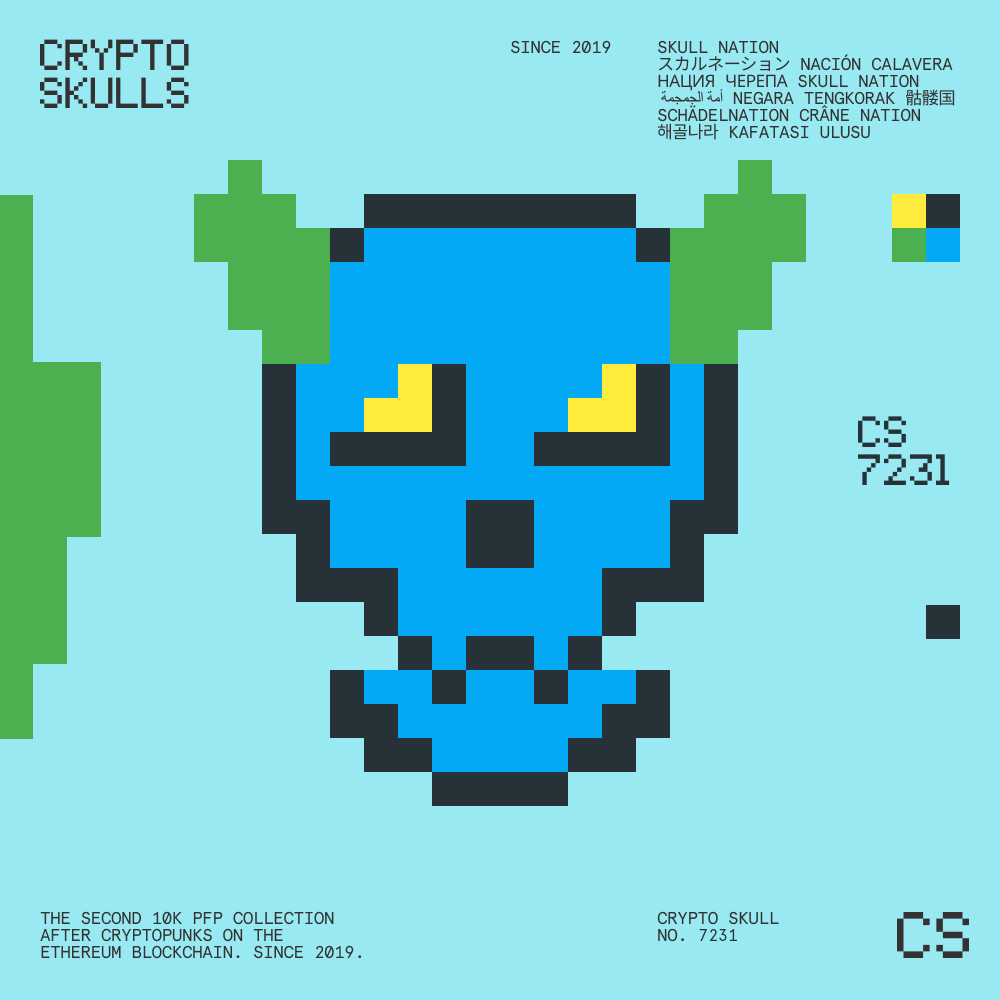 CRYPTO
SKULLS
SINCE 2019
SKULL NATION
スカルネーション NACIÓN CALAVERA
НАЦИЯ ЧЕРЕПА SKULL NATION
أمة الجمجمة NEGARA TENGKORAK 骷髅国
SCHÄDELNATION CRÂNE NATION
해골나라 KAFATASI ULUSU
CS
7231
THE SECOND 10K PFP COLLECTION
AFTER CRYPTOPUNKS ON THE
ETHEREUM BLOCKCHAIN. SINCE 2019.
CRYPTO SKULL
NO. 7231
CS